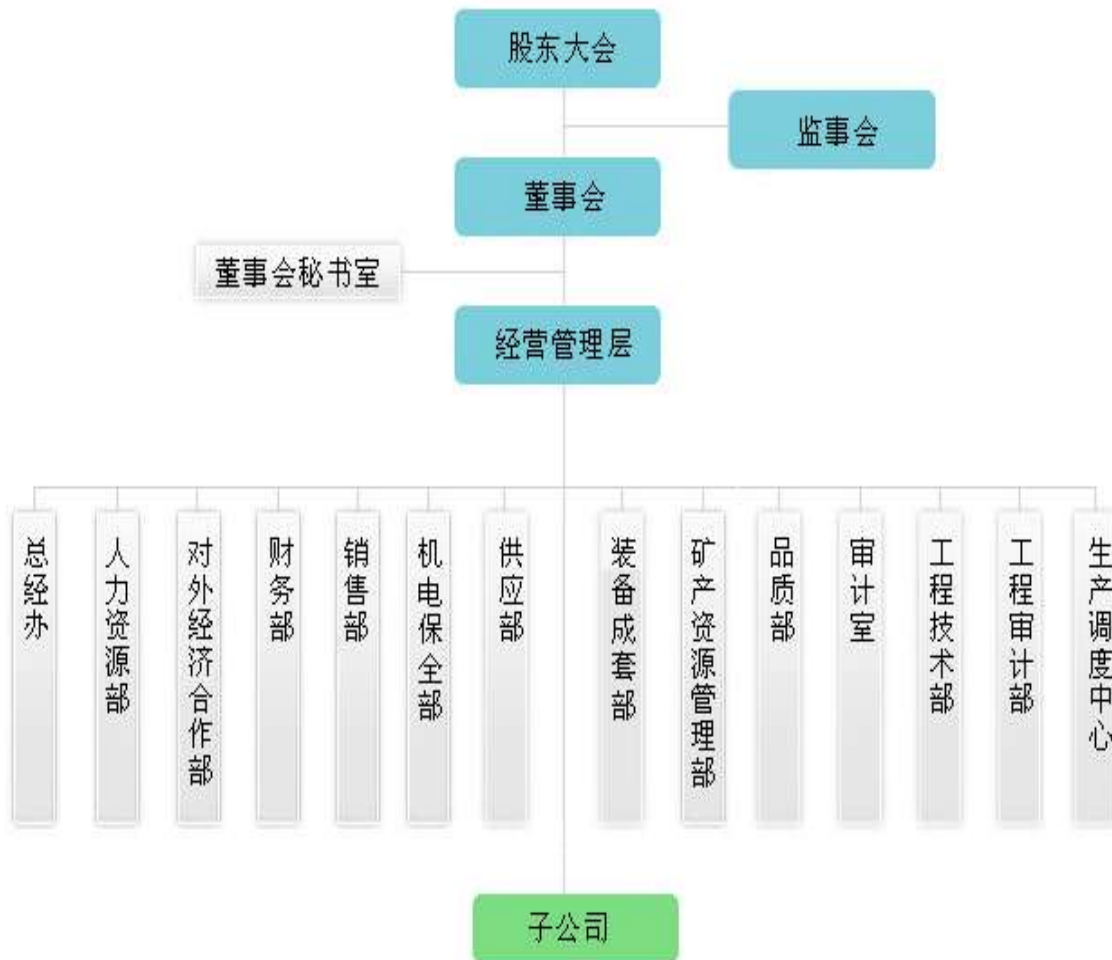 股东大会
监事会
董事会
董事会秘书室
经营管理层
总经办
人力资源部
对外经济合作部
财务部
销售部
机电保全部
供应部
装备成套部
矿产资源管理部
品质部
审计室
工程技术部
工程审计部
生产调度中心
子公司